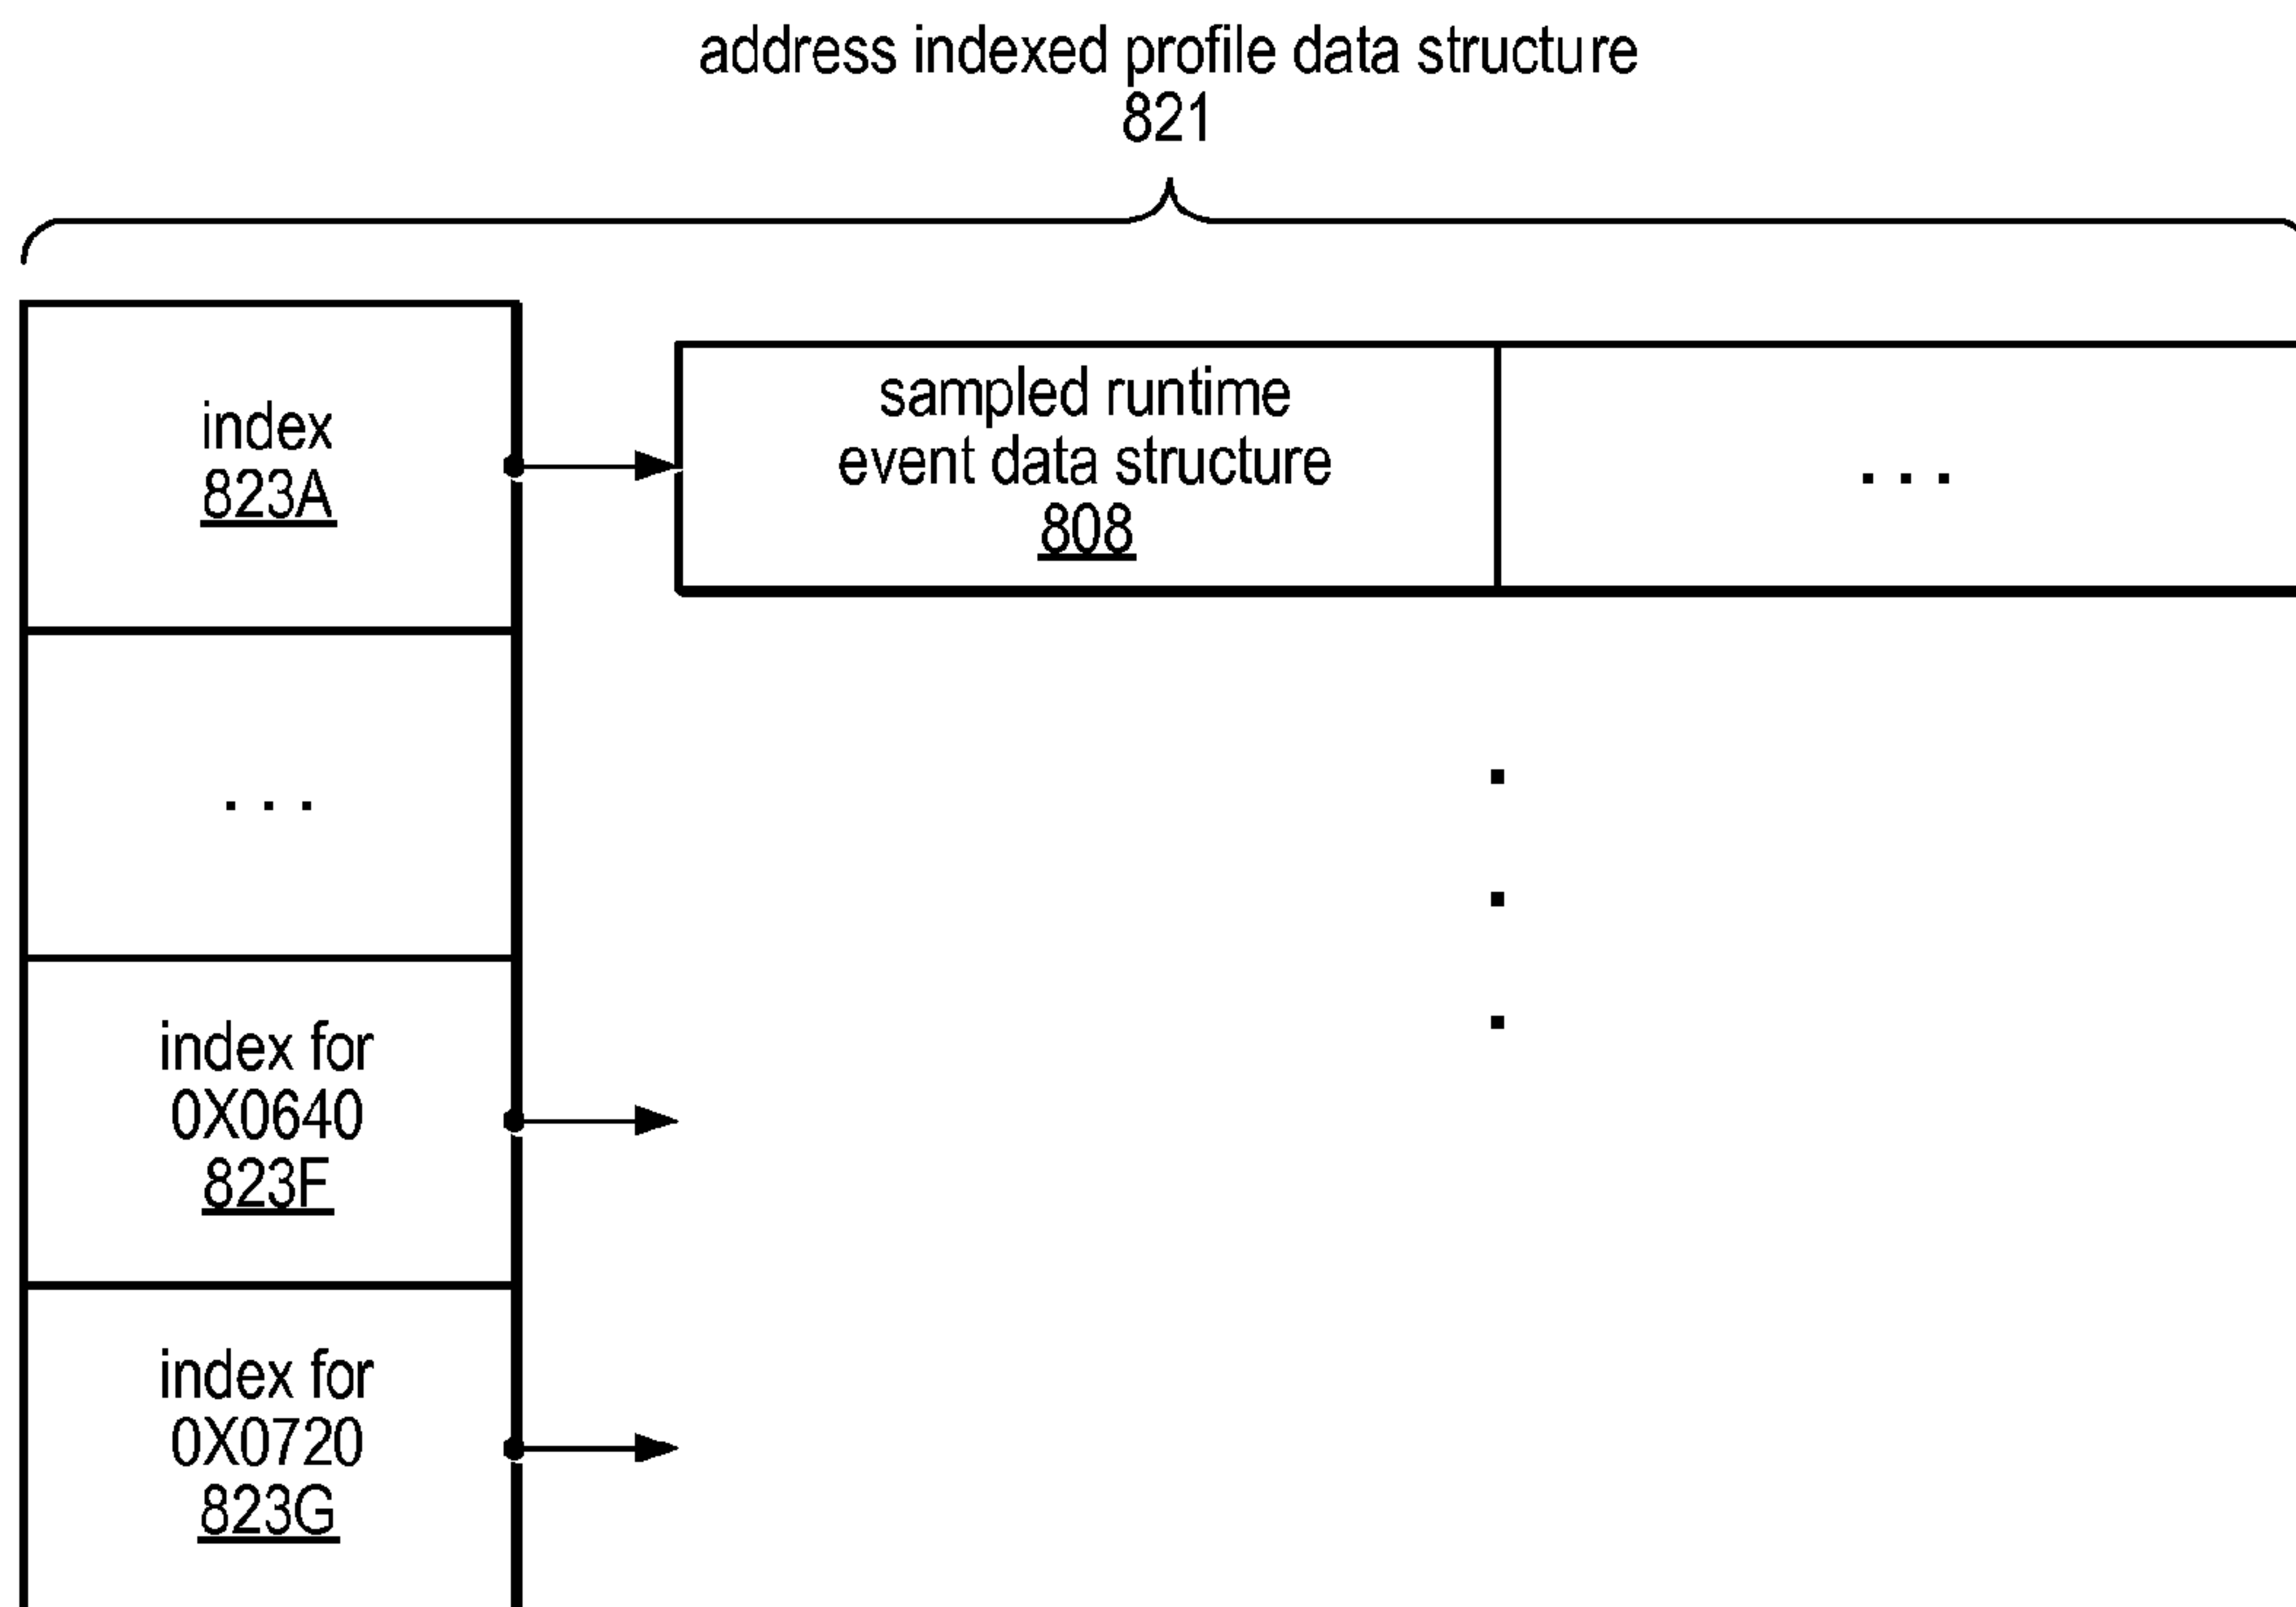 address indexed profile data structure
821
index
823A
sampled runtime
event data structure
808
. . .
. . .
index for
0X0640
823F
index for
0X0720
823G